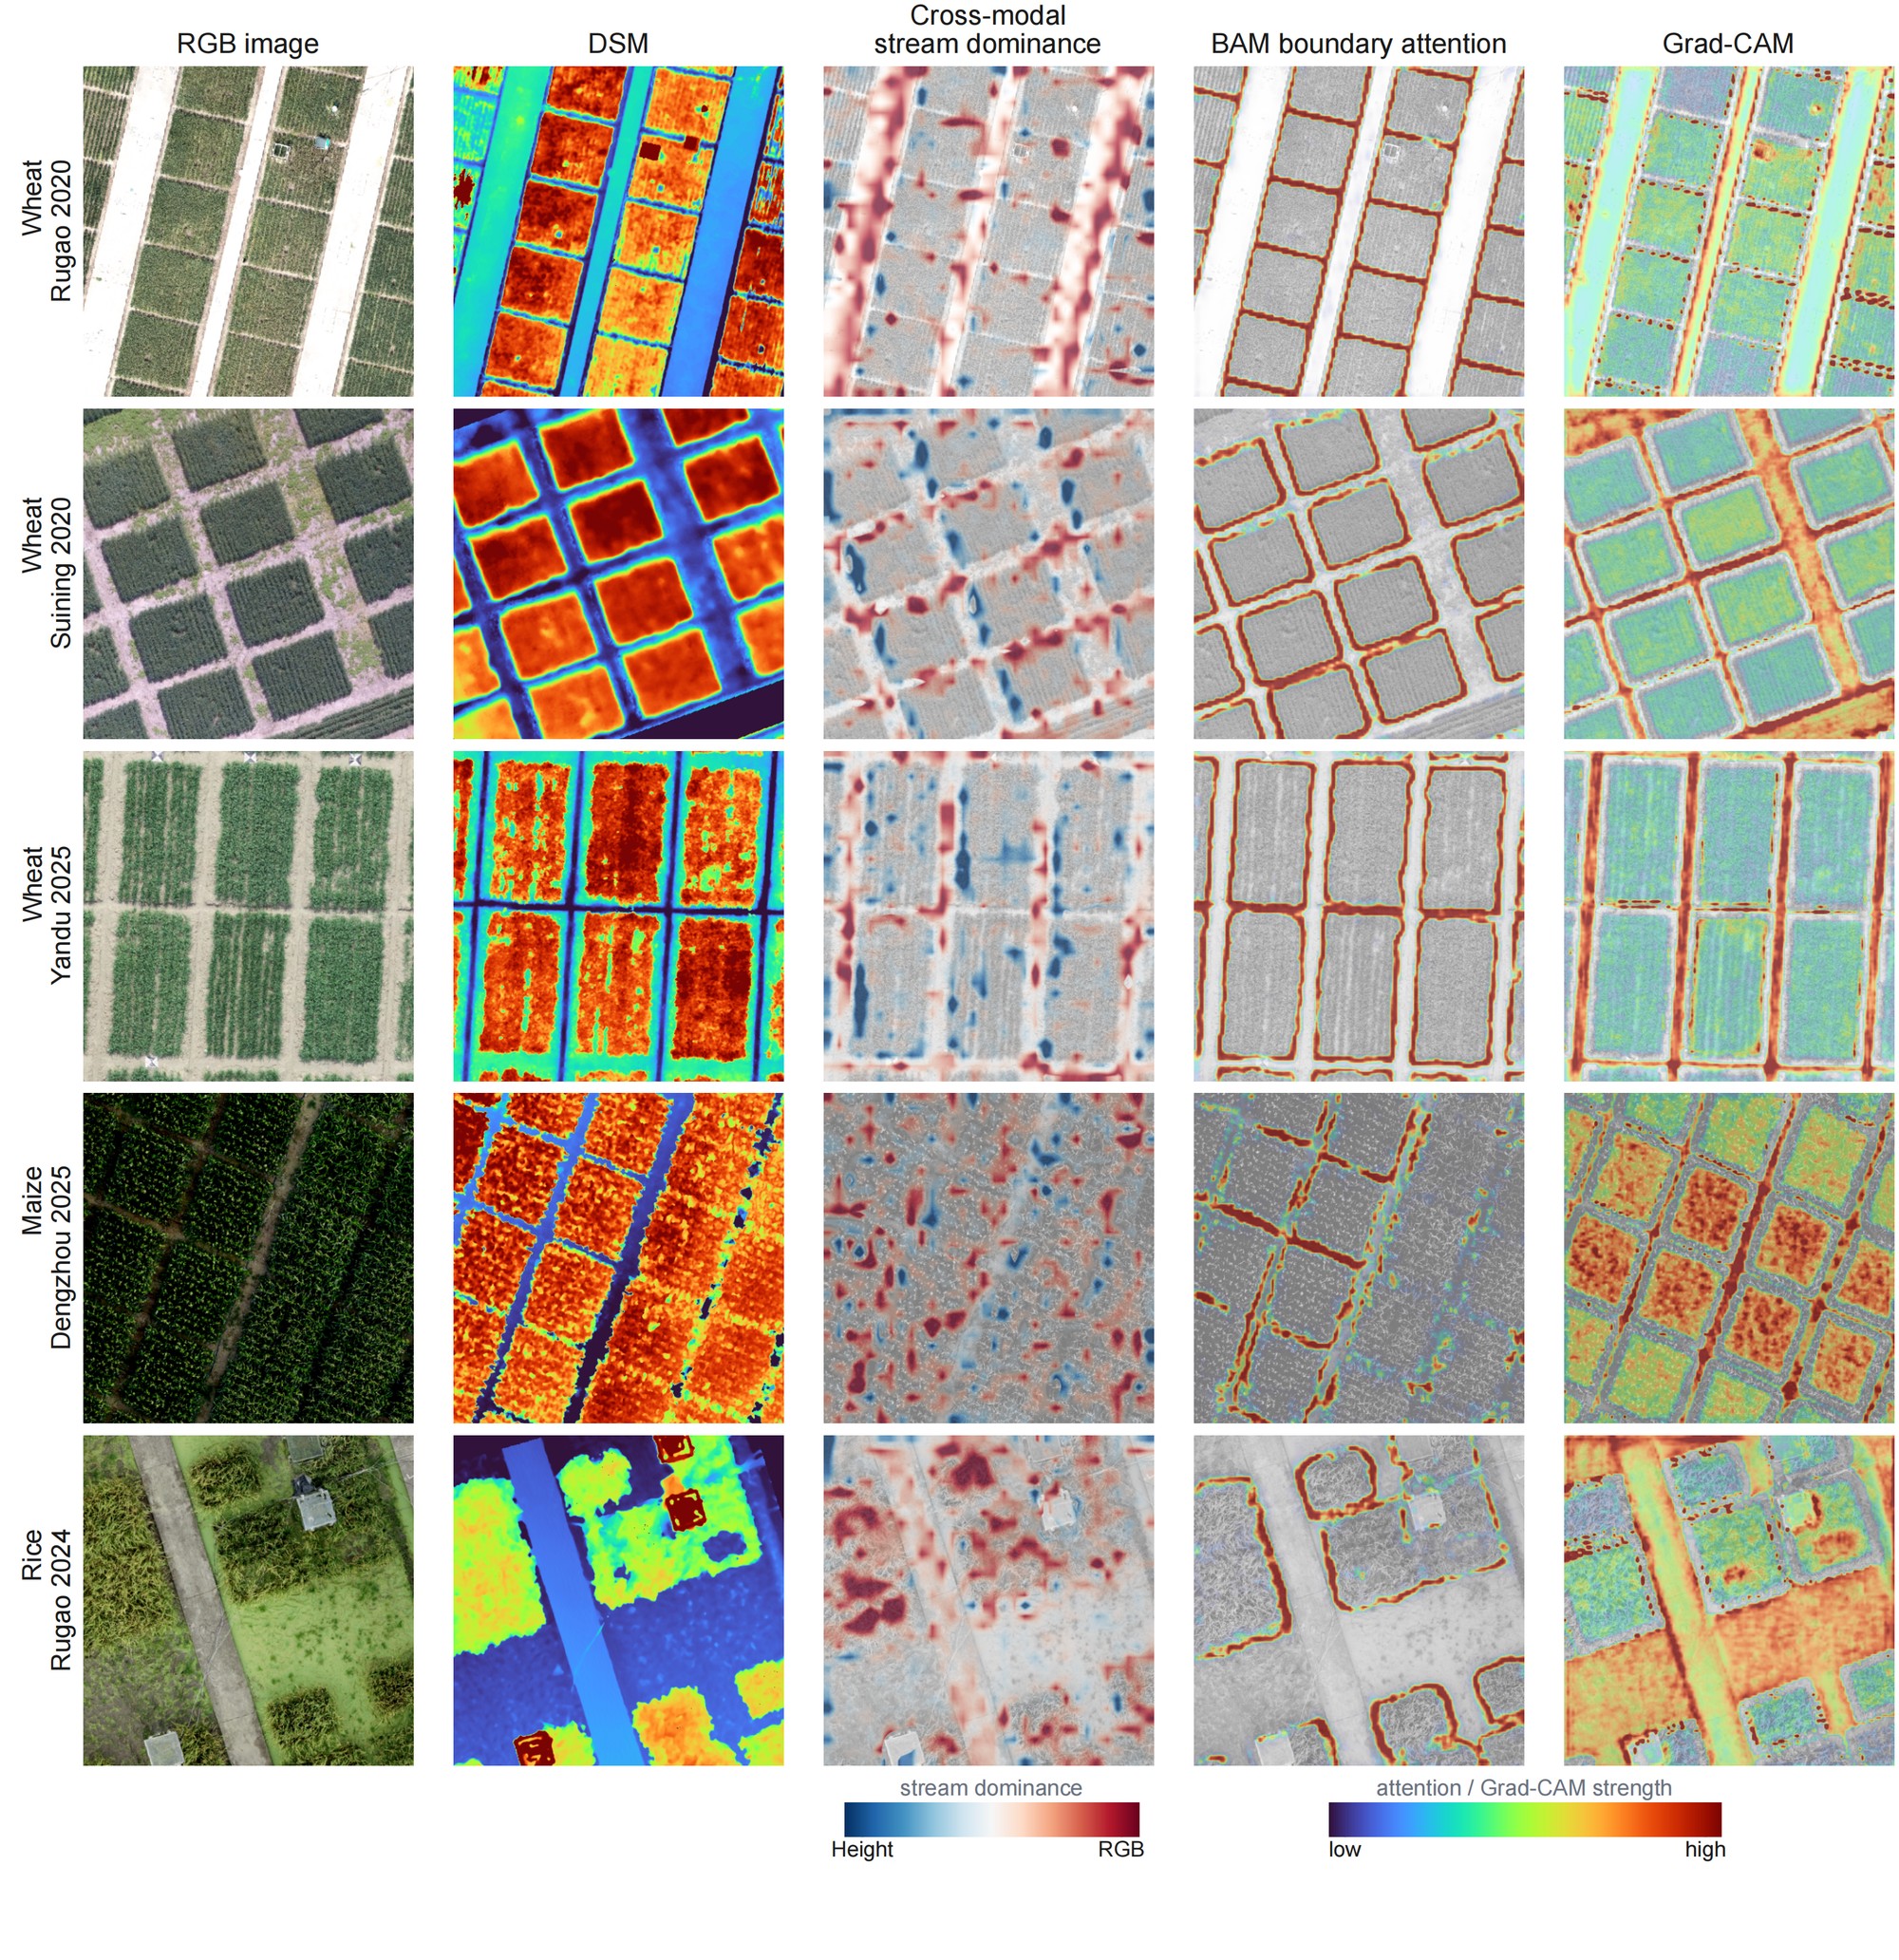 RGB image
DSM
Cross-modal
stream dominance
BAM boundary attention
Grad-CAM
Wheat
Rugao 2020
Wheat
Suining 2020
Wheat
Yandu 2025
Maize
Dengzhou 2025
Rice
Rugao 2024
stream dominance
Height
RGB
attention / Grad-CAM strength
low
high